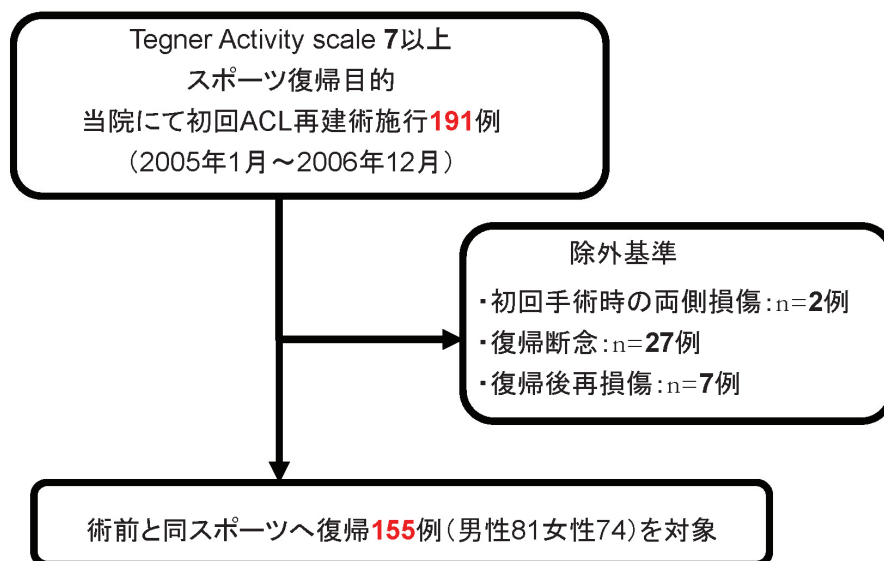 Tegner Activity scale 7以上
スポーツ復帰目的
当院にて初回ACL再建術施行191例
（2005年1月～2006年12月）
除外基準
・初回手術時の両側損傷：n=2例
・復帰断念：n=27例
・復帰後再損傷：n=7例
術前と同スポーツへ復帰155例（男性81女性74）を対象